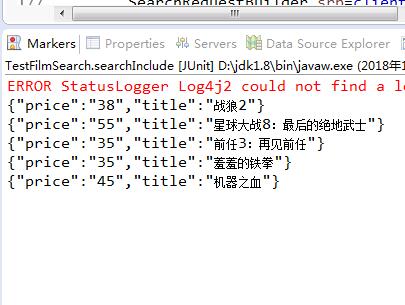 SearchRequestBuilder srb=clien
Markers Properties Servers Data Source Explorer
TestFilmSearch.searchInclude [JUnit] D:\jdk1.8\bin\javaw.exe (2018年1
ERROR StatusLogger Log4j2 could not find a lo
{"price":"38","title":"战狼2"}
{"price":"55","title":"星球大战8：最后的绝地武士"}
{"price":"35","title":"前任3：再见前任"}
{"price":"35","title":"羞羞的铁拳"}
{"price":"45","title":"机器之血"}